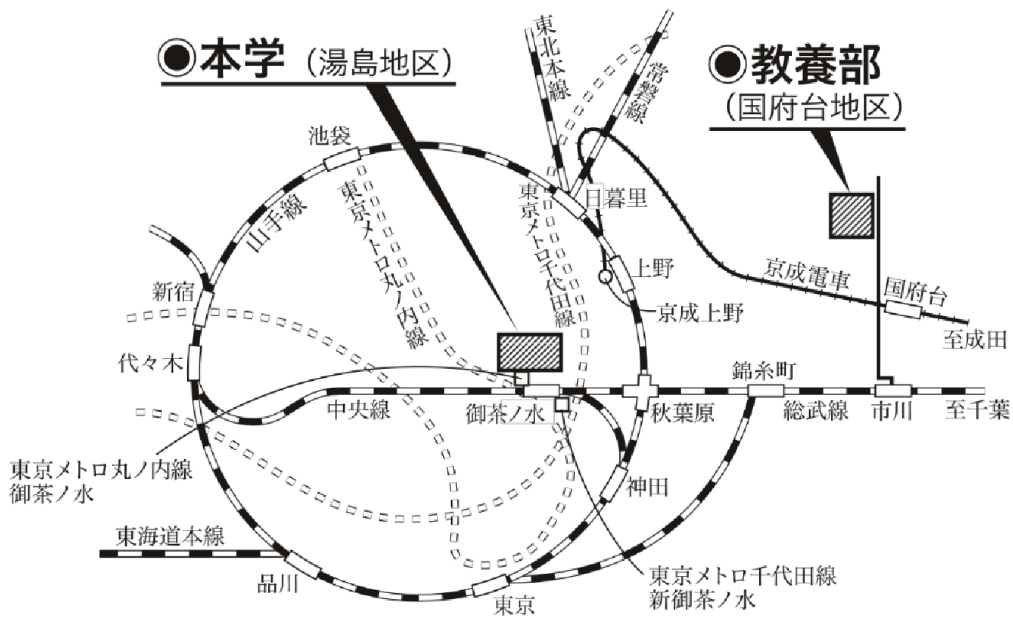 本学（湯島地区）
教養部
（国府台地区）
東北本線
常磐線
池袋
山手線
東京メトロ丸ノ内線
東京メトロ千代田線
日暮里
上野
京成上野
京成電車
国府台
至成田
新宿
代々木
中央線
御茶ノ水
秋葉原
錦糸町
総武線
市川
至千葉
東京メトロ丸ノ内線
御茶ノ水
神田
東海道本線
品川
東京
東京メトロ千代田線
新御茶ノ水